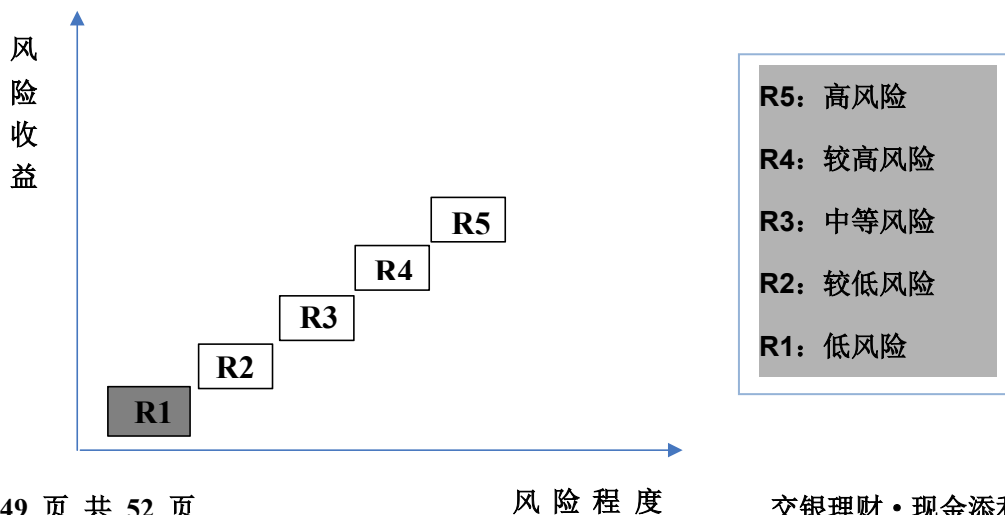 风
险
收
益
R5
R4
R3
R2
R1
R5：高风险
R4：较高风险
R3：中等风险
R2：较低风险
R1：低风险
风 险 程 度
49 页 共 52 页
交银理财·现金添